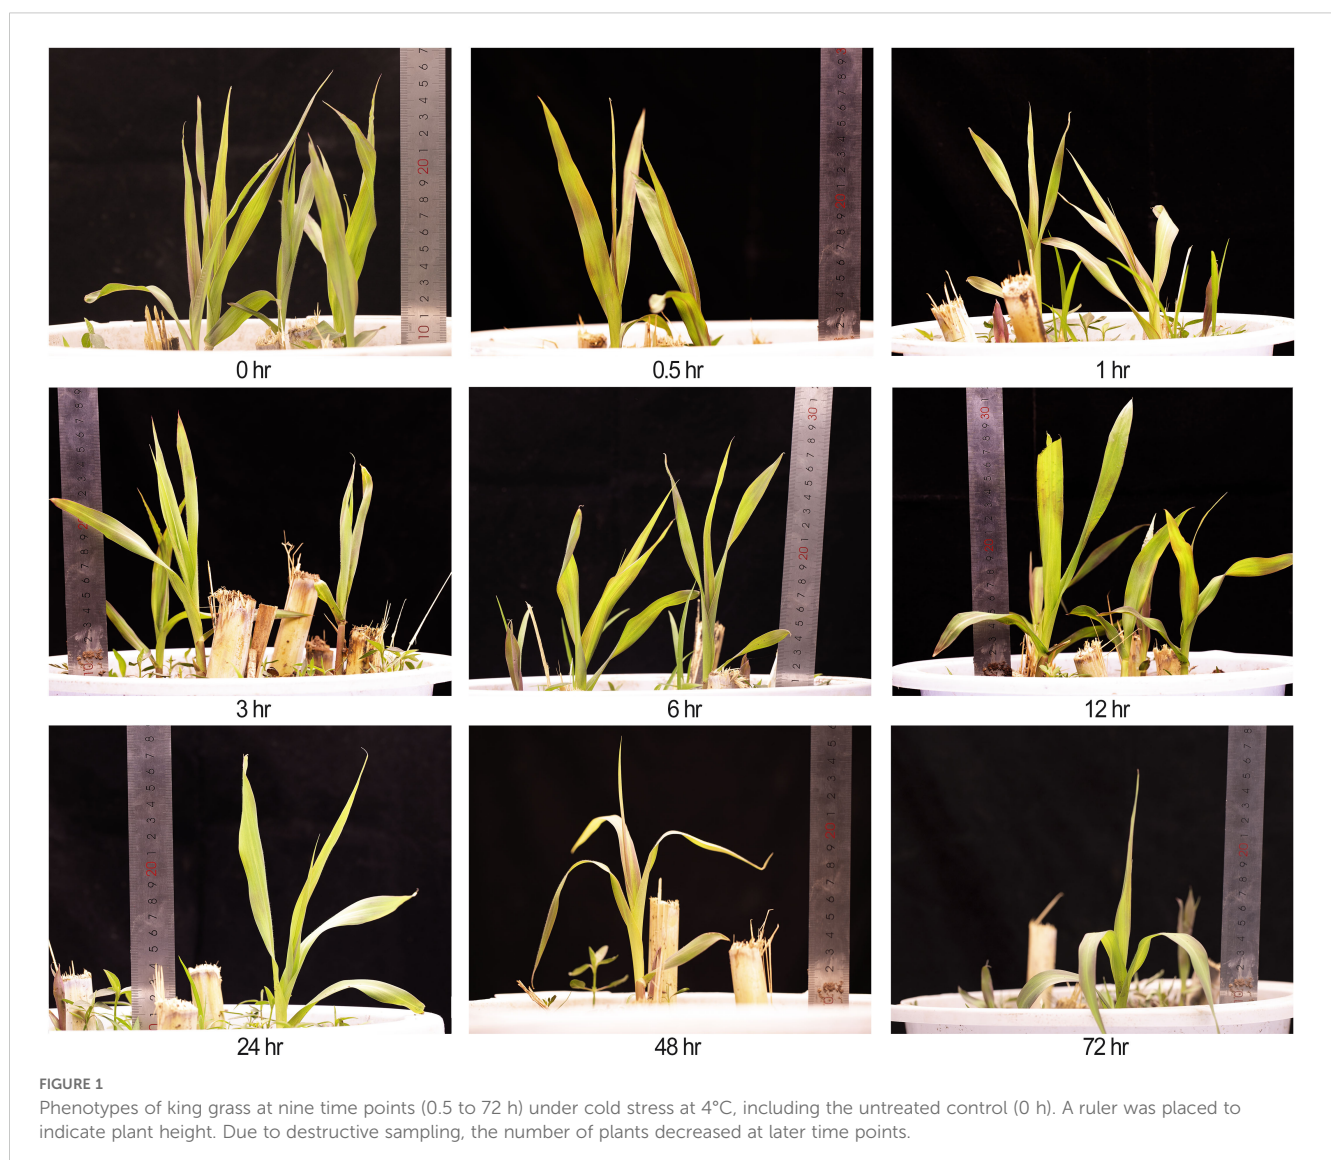 0 hr
0.5 hr
1 hr
3 hr
6 hr
12 hr
24 hr
48 hr
72 hr
FIGURE 1
Phenotypes of king grass at nine time points (0.5 to 72 h) under cold stress at 4°C, including the untreated control (0 h). A ruler was placed to
indicate plant height. Due to destructive sampling, the number of plants decreased at later time points.